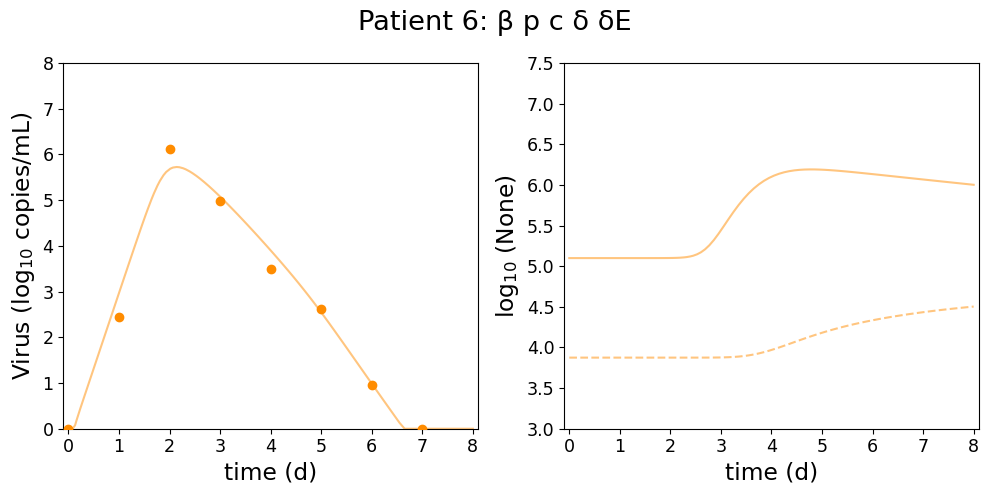 Patient 6: β p c δ δE
Virus (log₁₀ copies/mL)
8
7
6
5
4
3
2
1
0
0 1 2 3 4 5 6 7 8
time (d)
log₁₀ (None)
7.5
7.0
6.5
6.0
5.5
5.0
4.5
4.0
3.5
3.0
0 1 2 3 4 5 6 7 8
time (d)